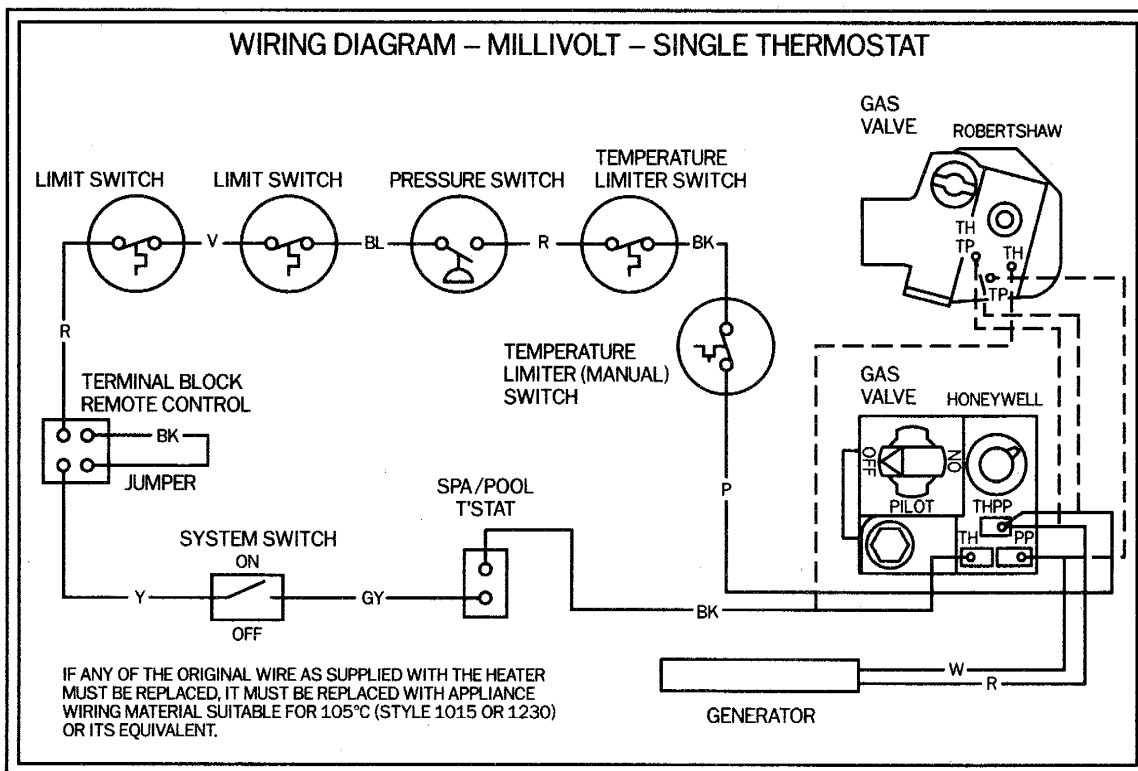 WIRING DIAGRAM – MILLIVOLT – SINGLE THERMOSTAT
GAS
VALVE
ROBERTSHAW
TH
TP
TH
TP
LIMIT SWITCH
LIMIT SWITCH
PRESSURE SWITCH
TEMPERATURE
LIMITER SWITCH
V
BL
R
BK
R
TEMPERATURE
LIMITER (MANUAL)
SWITCH
TERMINAL BLOCK
REMOTE CONTROL
BK
JUMPER
GAS
VALVE
HONEYWELL
OFF
NO
PILOT
THPP
TH
PP
P
SPA/POOL
T'STAT
SYSTEM SWITCH
ON
OFF
Y
GY
BK
W
R
GENERATOR
IF ANY OF THE ORIGINAL WIRE AS SUPPLIED WITH THE HEATER
MUST BE REPLACED, IT MUST BE REPLACED WITH APPLIANCE
WIRING MATERIAL SUITABLE FOR 105°C (STYLE 1015 OR 1230)
OR ITS EQUIVALENT.